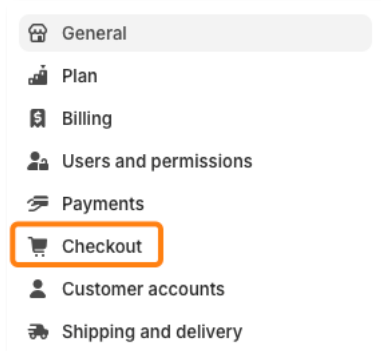 General
Plan
Billing
Users and permissions
Payments
Checkout
Customer accounts
Shipping and delivery